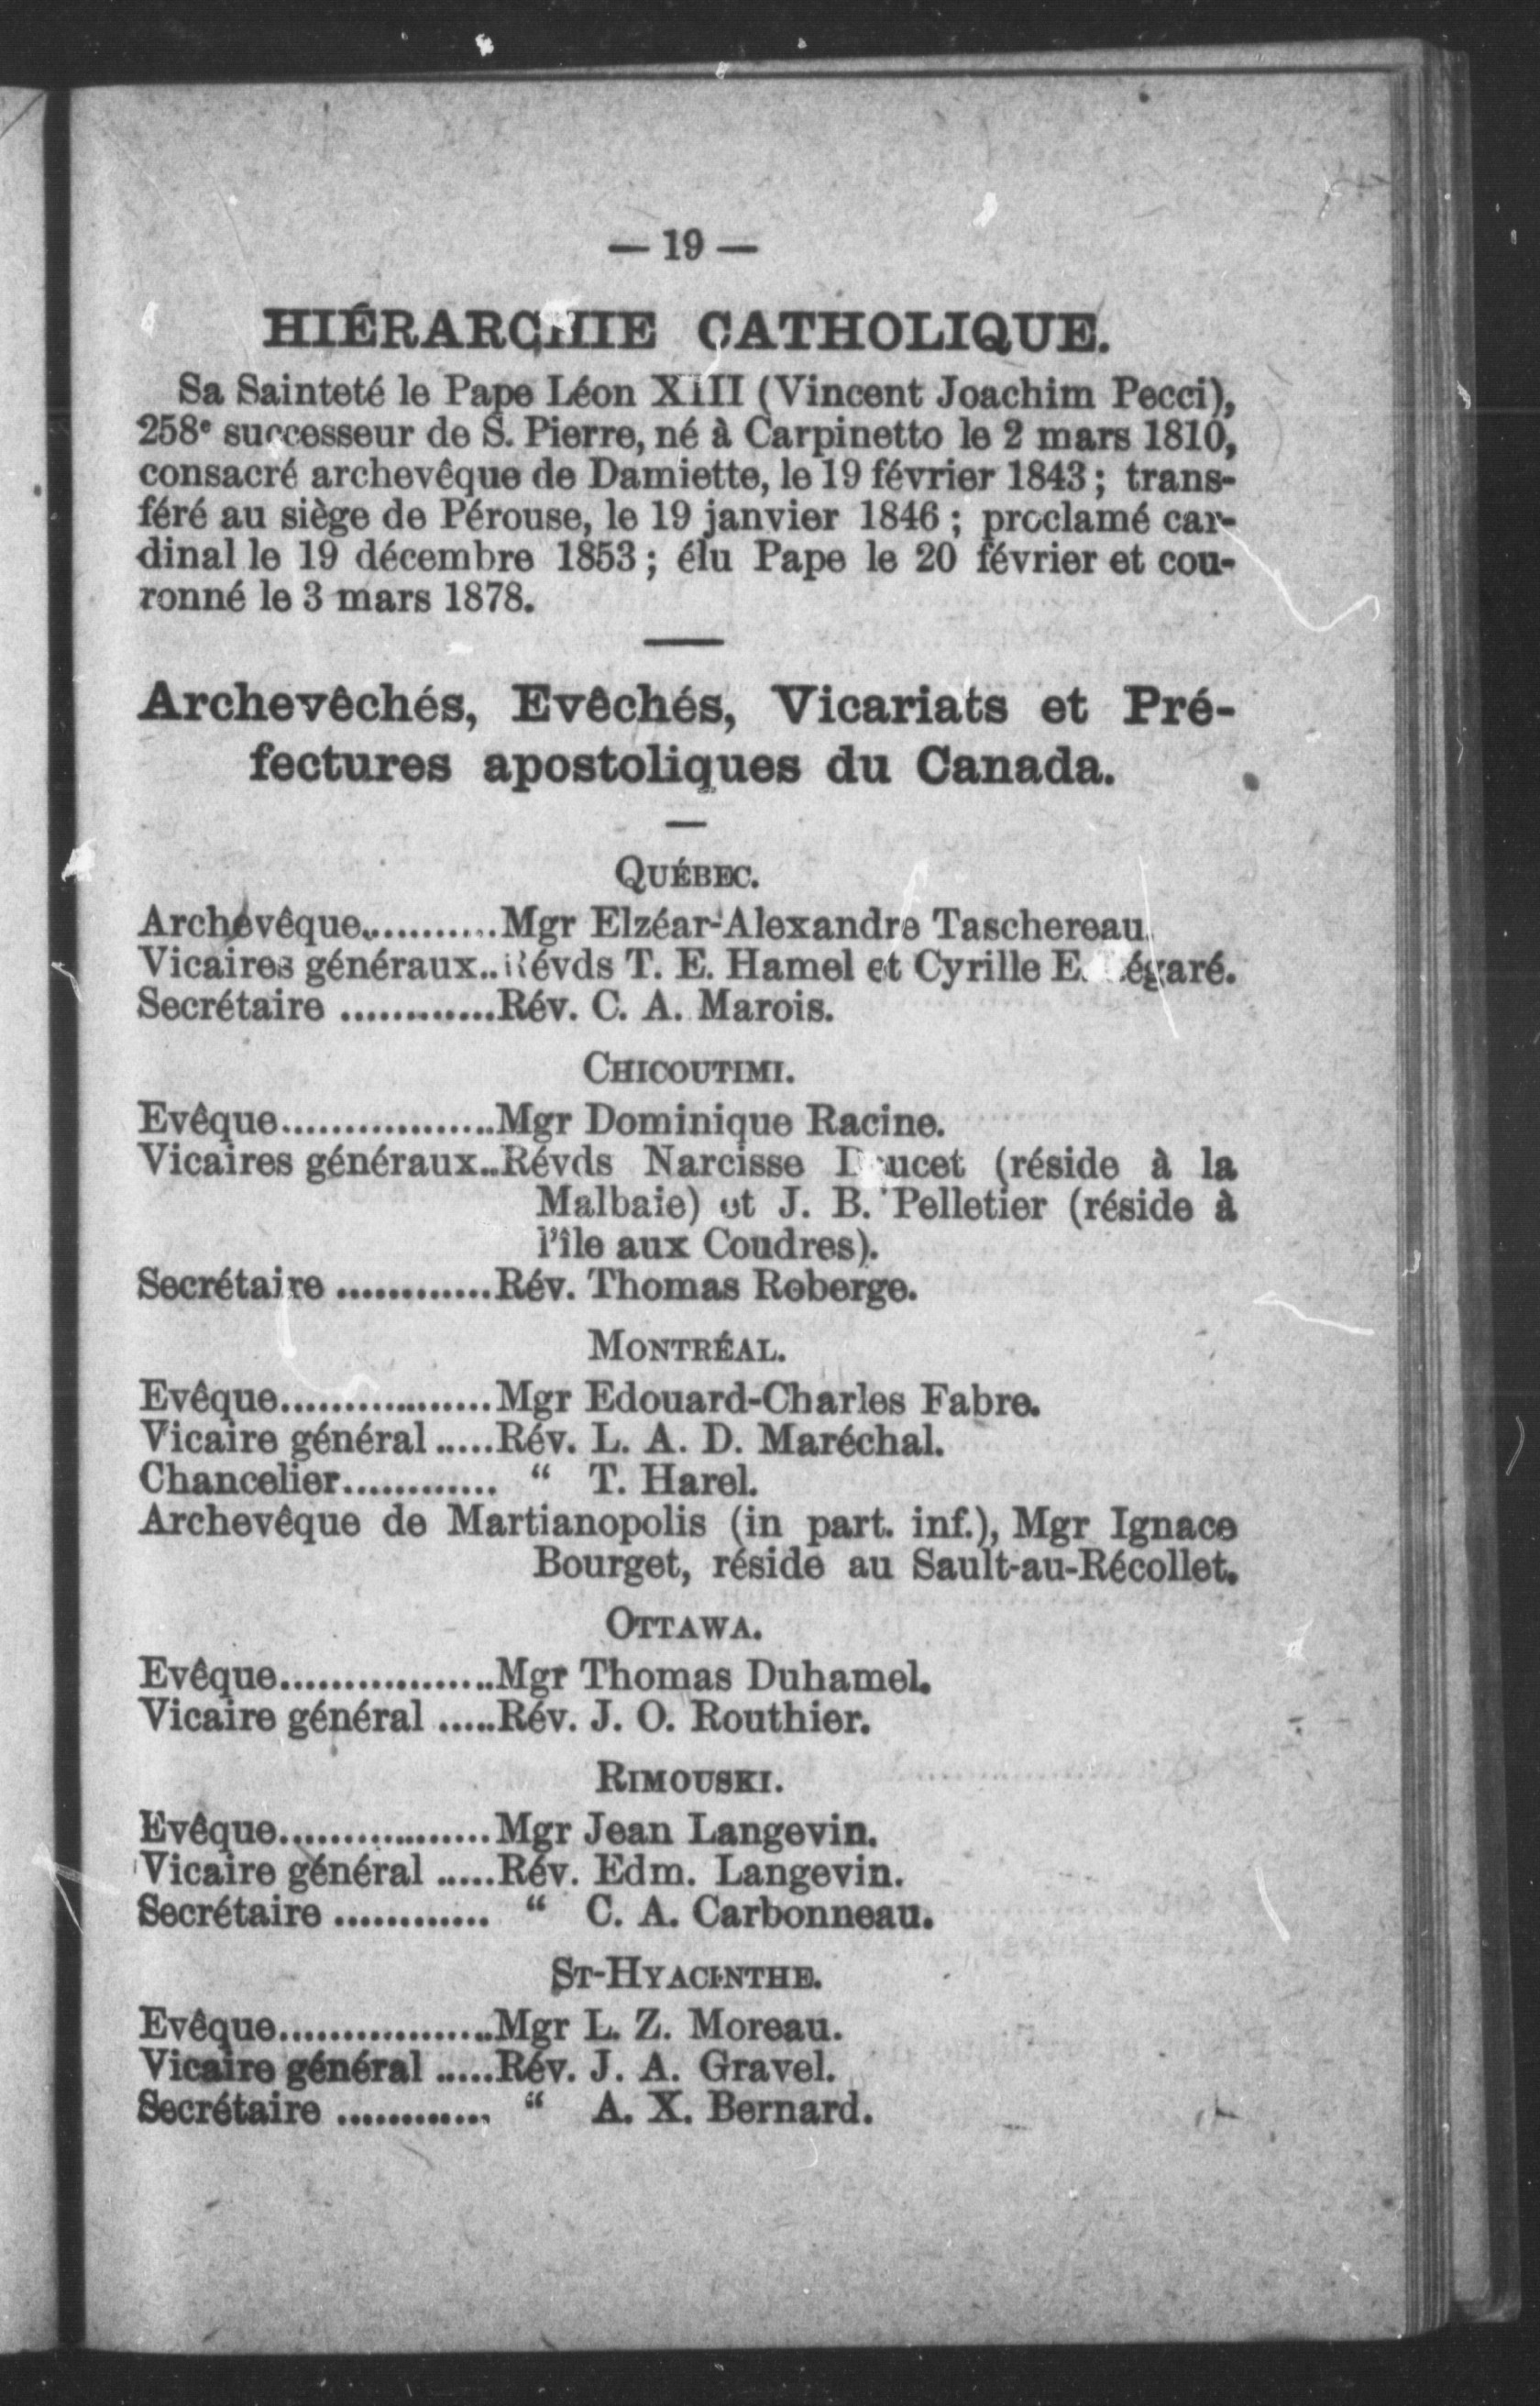 — 19 —
HIÉRARCHIE CATHOLIQUE.
Sa Sainteté le Pape Léon XIII (Vincent Joachim Pecci),
258e successeur de S. Pierre, né à Carpinetto le 2 mars 1810,
consacré archevêque de Damiette, le 19 février 1843; trans-
féré au siège de Pérouse, le 19 janvier 1846; proclamé car-
dinal le 19 décembre 1853; élu Pape le 20 février et cou-
ronné le 3 mars 1878.
Archevêchés, Evêchés, Vicariats et Pré-
fectures apostoliques du Canada.
QUÉBEC.
Archevêque............Mgr Elzéar-Alexandre Taschereau.
Vicaires généraux..Révds T. E. Hamel et Cyrille E. Légaré.
Secrétaire ............Rév. C. A. Marois.
CHICOUTIMI.
Evêque.................Mgr Dominique Racine.
Vicaires généraux..Révds Narcisse Doucet (réside à la
Malbaie) et J. B. Pelletier (réside à
l'île aux Coudres).
Secrétaire ............Rév. Thomas Roberge.
MONTRÉAL.
Evêque.................Mgr Edouard-Charles Fabre.
Vicaire général .....Rév. L. A. D. Maréchal.
Chancelier............ “ T. Harel.
Archevêque de Martianopolis (in part. inf.), Mgr Ignace
Bourget, réside au Sault-au-Récollet.
OTTAWA.
Evêque.................Mgr Thomas Duhamel.
Vicaire général .....Rév. J. O. Routhier.
RIMOUSKI.
Evêque.................Mgr Jean Langevin.
Vicaire général .....Rév. Edm. Langevin.
Secrétaire ............ “ C. A. Carbonneau.
ST-HYACINTHE.
Evêque.................Mgr L. Z. Moreau.
Vicaire général .....Rév. J. A. Gravel.
Secrétaire ............ “ A. X. Bernard.